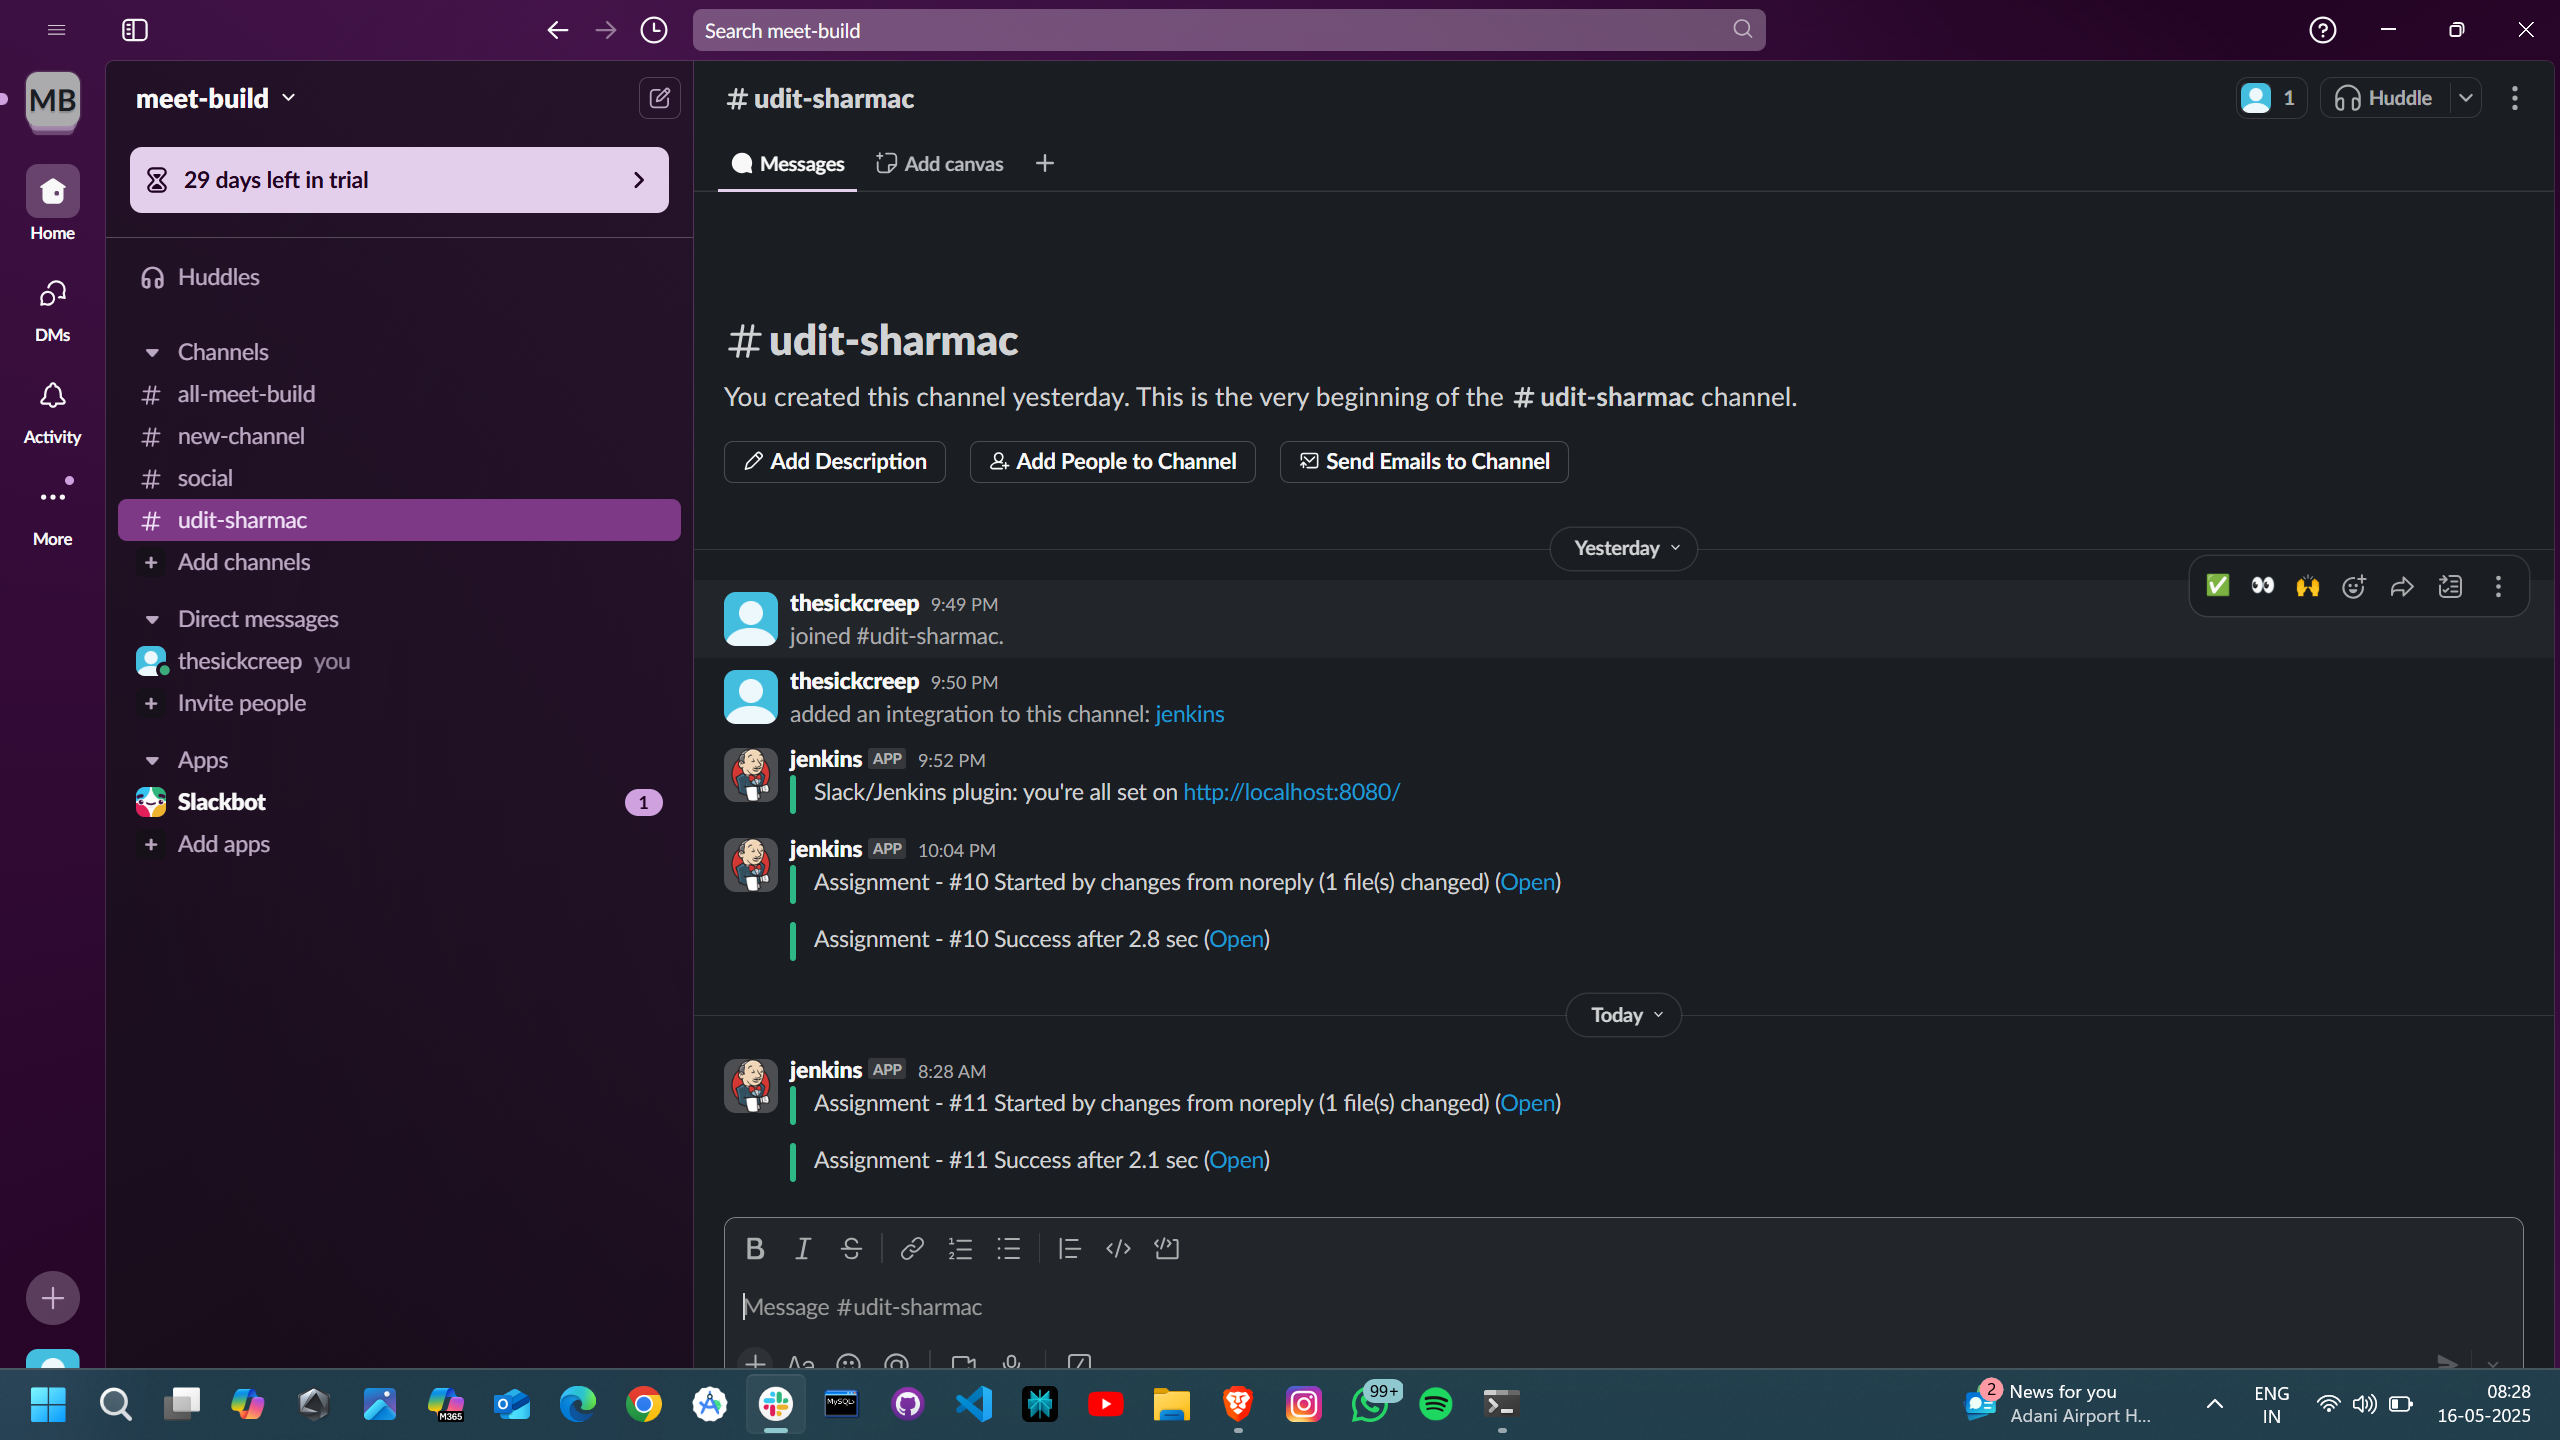 Search meet-build
MB
meet-build
29 days left in trial
Home
DMs
Activity
More
Huddles
Channels
# all-meet-build
# new-channel
# social
# udit-sharmac
+ Add channels
Direct messages
thesickcreep you
+ Invite people
Apps
Slackbot 1
+ Add apps
# udit-sharmac
1
Huddle
Messages
Add canvas
# udit-sharmac
You created this channel yesterday. This is the very beginning of the # udit-sharmac channel.
Add Description
Add People to Channel
Send Emails to Channel
Yesterday
thesickcreep 9:49 PM
joined #udit-sharmac.
thesickcreep 9:50 PM
added an integration to this channel: jenkins
jenkins APP 9:52 PM
Slack/Jenkins plugin: you're all set on http://localhost:8080/
jenkins APP 10:04 PM
Assignment - #10 Started by changes from noreply (1 file(s) changed) (Open)
Assignment - #10 Success after 2.8 sec (Open)
Today
jenkins APP 8:28 AM
Assignment - #11 Started by changes from noreply (1 file(s) changed) (Open)
Assignment - #11 Success after 2.1 sec (Open)
B I S
Message #udit-sharmac
Aa
M365
MySQL
99+
2
News for you
Adani Airport H...
ENG
IN
08:28
16-05-2025